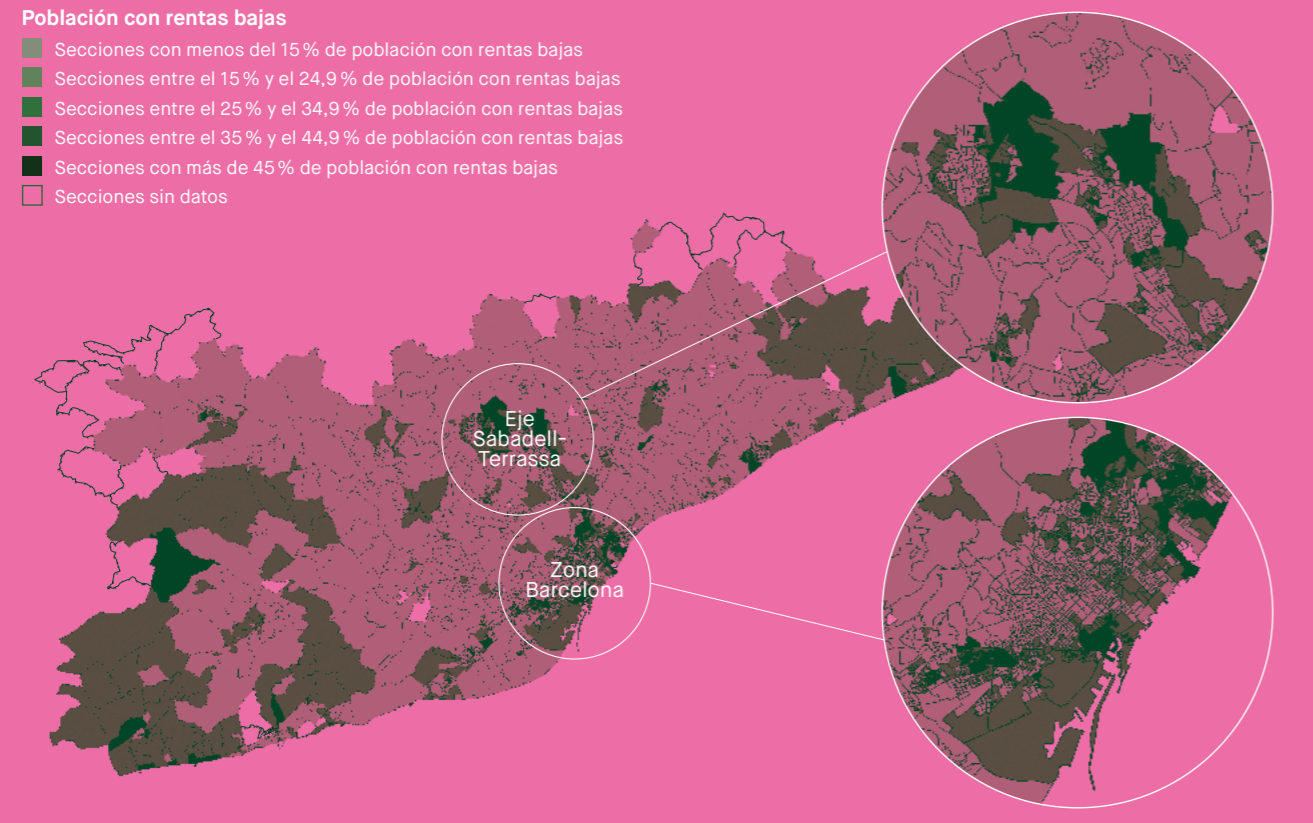 Población con rentas bajas
Secciones con menos del 15 % de población con rentas bajas
Secciones entre el 15 % y el 24,9 % de población con rentas bajas
Secciones entre el 25 % y el 34,9 % de población con rentas bajas
Secciones entre el 35 % y el 44,9 % de población con rentas bajas
Secciones con más de 45 % de población con rentas bajas
Secciones sin datos
Eje
Sabadell-
Terrassa
Zona
Barcelona